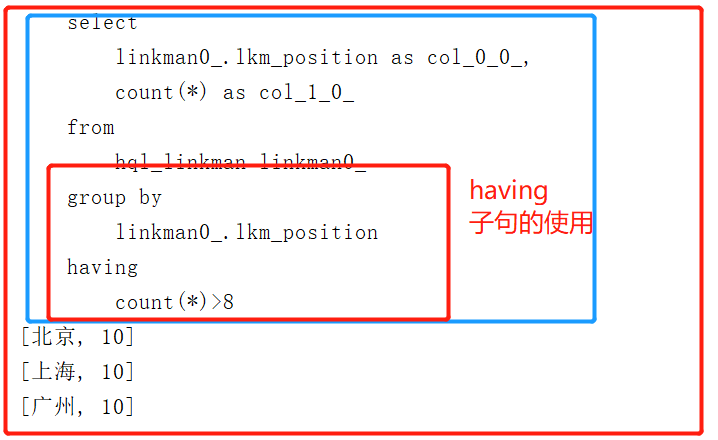 select
linkman0_.lkm_position as col_0_0_,
count(*) as col_1_0_
from
hql_linkman linkman0_
group by
linkman0_.lkm_position
having
count(*)>8
having
子句的使用
[北京, 10]
[上海, 10]
[广州, 10]